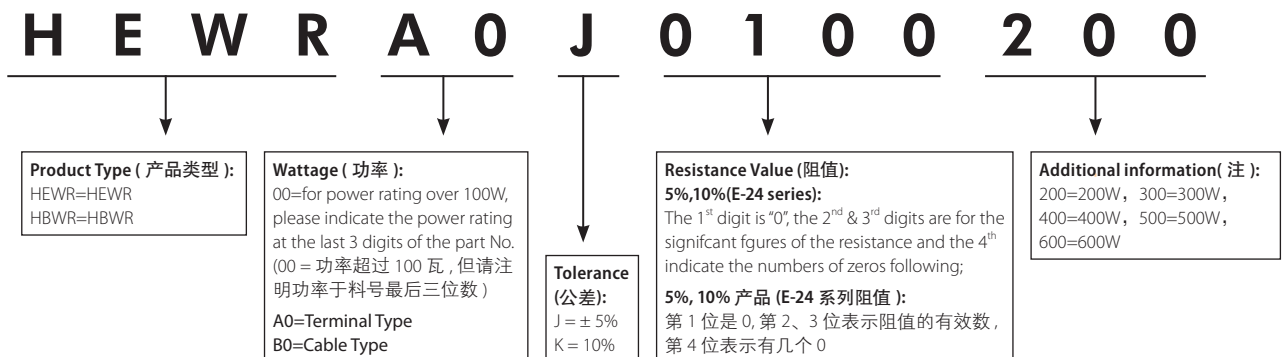 H E W R A 0 J 0 1 0 0 2 0 0
Product Type ( 产品类型 ):
HEWR=HEWR
HBWR=HBWR
Wattage ( 功率 ):
00=for power rating over 100W,
please indicate the power rating
at the last 3 digits of the part No.
(00 = 功率超过 100 瓦 , 但请注
明功率于料号最后三位数 )
A0=Terminal Type
B0=Cable Type
Tolerance
(公差):
J = ± 5%
K = 10%
Resistance Value (阻值):
5%,10%(E-24 series):
The 1st digit is “0”, the 2nd & 3rd digits are for the
signifcant fgures of the resistance and the 4th
indicate the numbers of zeros following;
5%, 10% 产品 (E-24 系列阻值 ):
第 1 位是 0, 第 2、3 位表示阻值的有效数 ,
第 4 位表示有几个 0
Additional information( 注 ):
200=200W，300=300W，
400=400W，500=500W，
600=600W